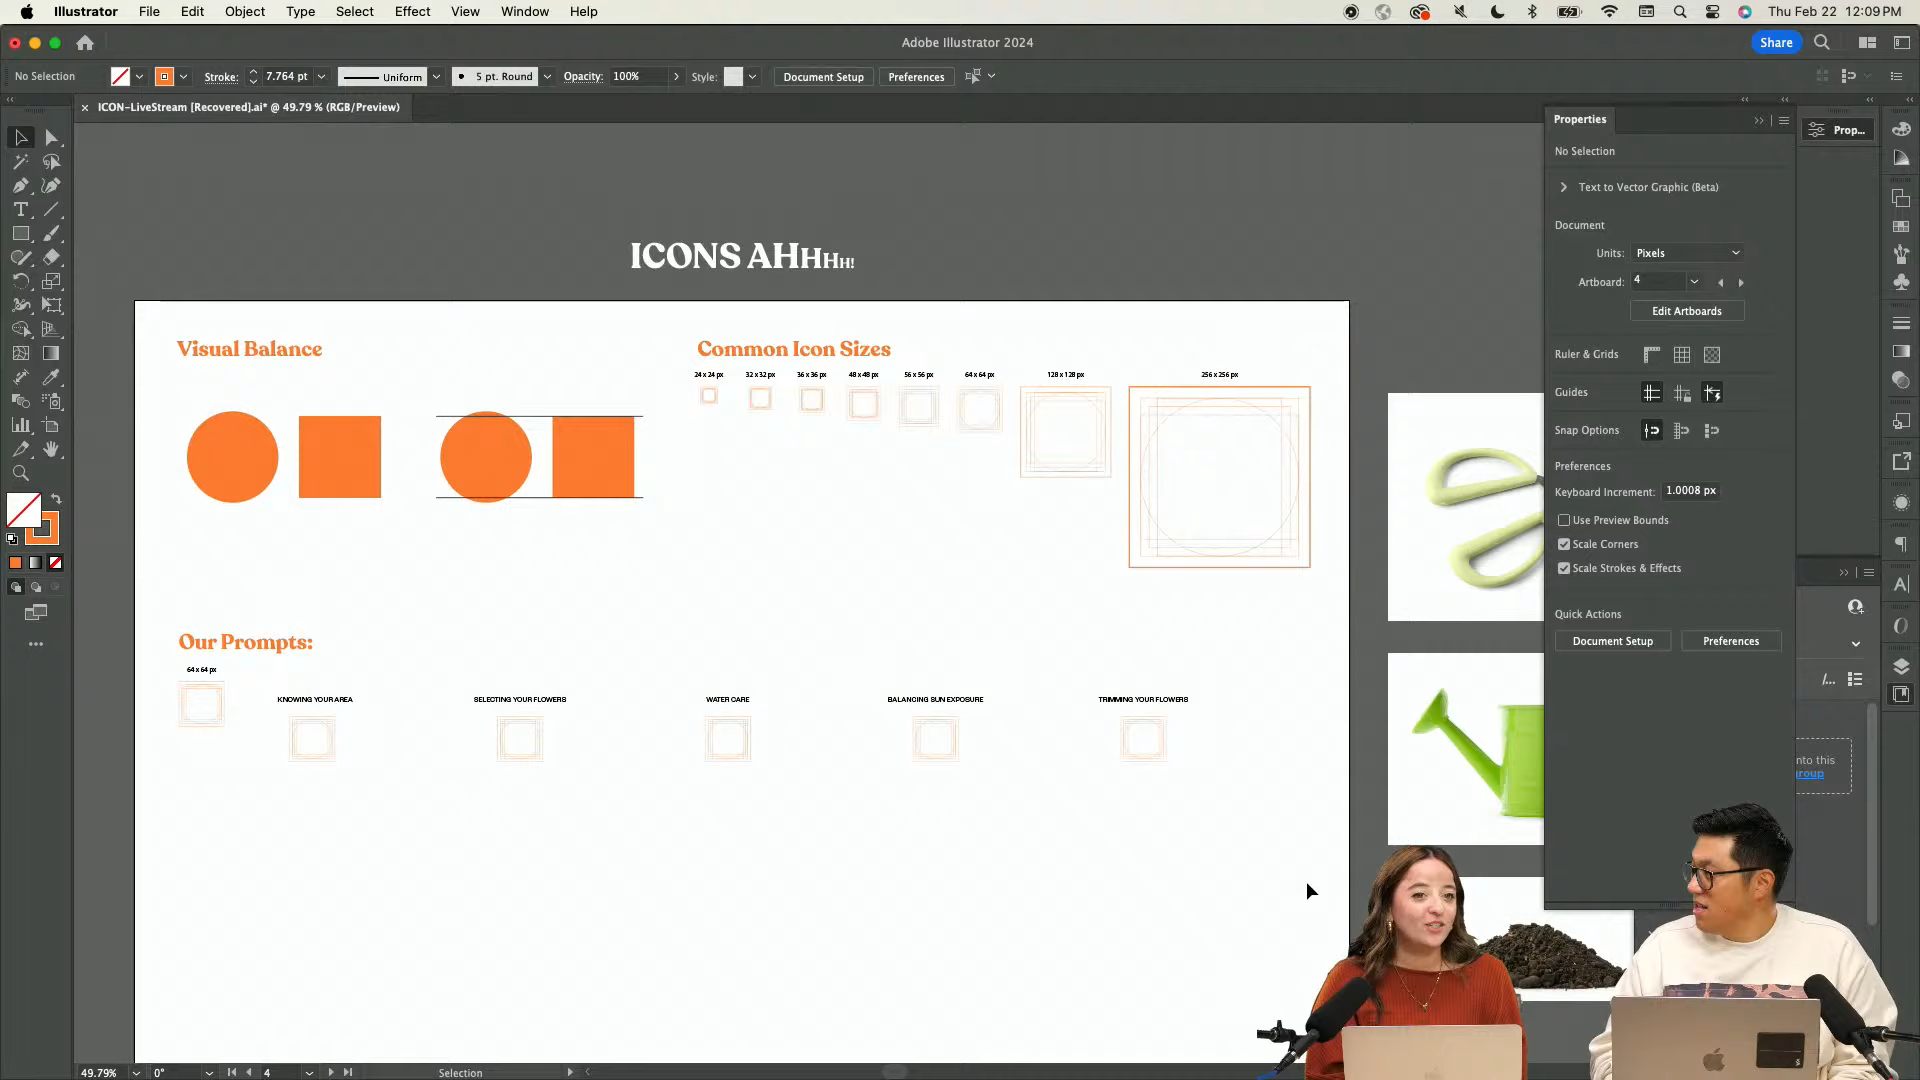 Illustrator File Edit Object Type Select Effect View Window Help
Thu Feb 22 12:09 PM
Adobe Illustrator 2024
Share
No Selection
Stroke: 7.764 pt
Uniform
5 pt. Round
Opacity: 100%
Style:
Document Setup
Preferences
ICON-LiveStream [Recovered].ai* @ 49.79 % (RGB/Preview)
ICONS AHHHH!
Visual Balance
Common Icon Sizes
24 x 24 px
32 x 32 px
36 x 36 px
48 x 48 px
56 x 56 px
64 x 64 px
128 x 128 px
256 x 256 px
Our Prompts:
64 x 64 px
KNOWING YOUR AREA
SELECTING YOUR FLOWERS
WATER CARE
BALANCING SUN EXPOSURE
TRIMMING YOUR FLOWERS
Properties
No Selection
Text to Vector Graphic (Beta)
Document
Units: Pixels
Artboard: 4
Edit Artboards
Ruler & Grids
Guides
Snap Options
Preferences
Keyboard Increment: 1.0008 px
Use Preview Bounds
Scale Corners
Scale Strokes & Effects
Quick Actions
Document Setup
Preferences
Prop...
/...
nto this
group
49.79%
0°
4
Selection